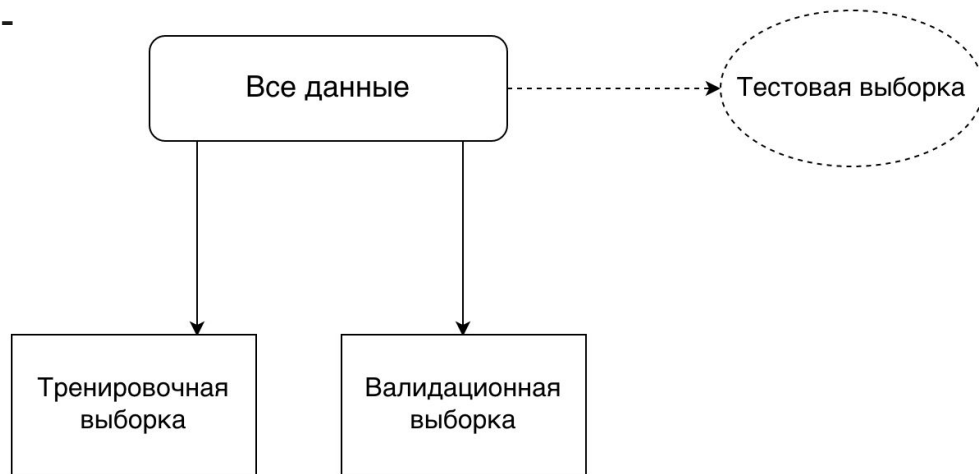 -
Все данные
Тестовая выборка
Тренировочная
выборка
Валидационная
выборка